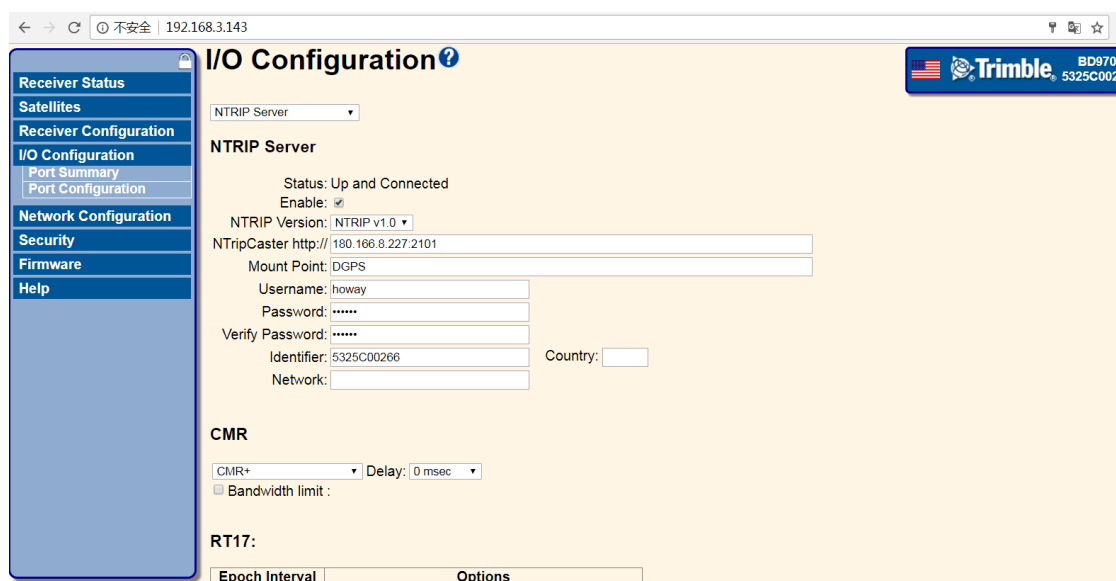 不安全 192.168.3.143
I/O Configuration?
Trimble. BD970
5325C002
Receiver Status
Satellites
Receiver Configuration
I/O Configuration
Port Summary
Port Configuration
Network Configuration
Security
Firmware
Help
NTRIP Server
NTRIP Server
Status: Up and Connected
Enable:
NTRIP Version: NTRIP v1.0
NTripCaster http:// 180.166.8.227:2101
Mount Point: DGPS
Username: howay
Password: ••••••
Verify Password: ••••••
Identifier: 5325C00266 Country:
Network:
CMR
CMR+ Delay: 0 msec
Bandwidth limit :
RT17:
Epoch Interval Options